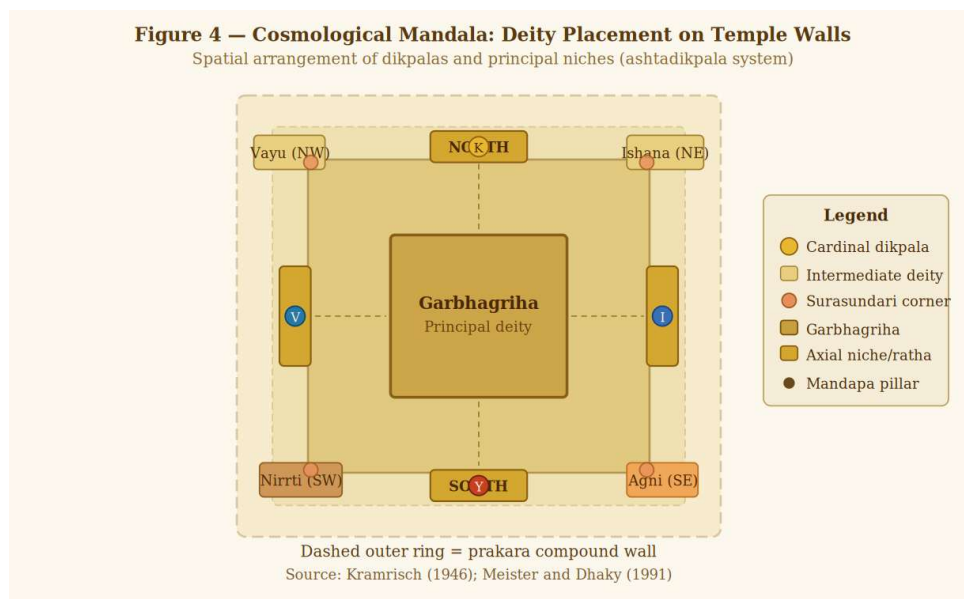 Figure 4 — Cosmological Mandala: Deity Placement on Temple Walls
Spatial arrangement of dikpalas and principal niches (ashtadikpala system)
Vayu (NW)
NORTH
K
Ishana (NE)
Garbhagriha
Principal deity
V
I
Nirrti (SW)
SOUTH
Y
Agni (SE)
Legend
Cardinal dikpala
Intermediate deity
Surasundari corner
Garbhagriha
Axial niche/ratha
Mandapa pillar
Dashed outer ring = prakara compound wall
Source: Kramrisch (1946); Meister and Dhaky (1991)